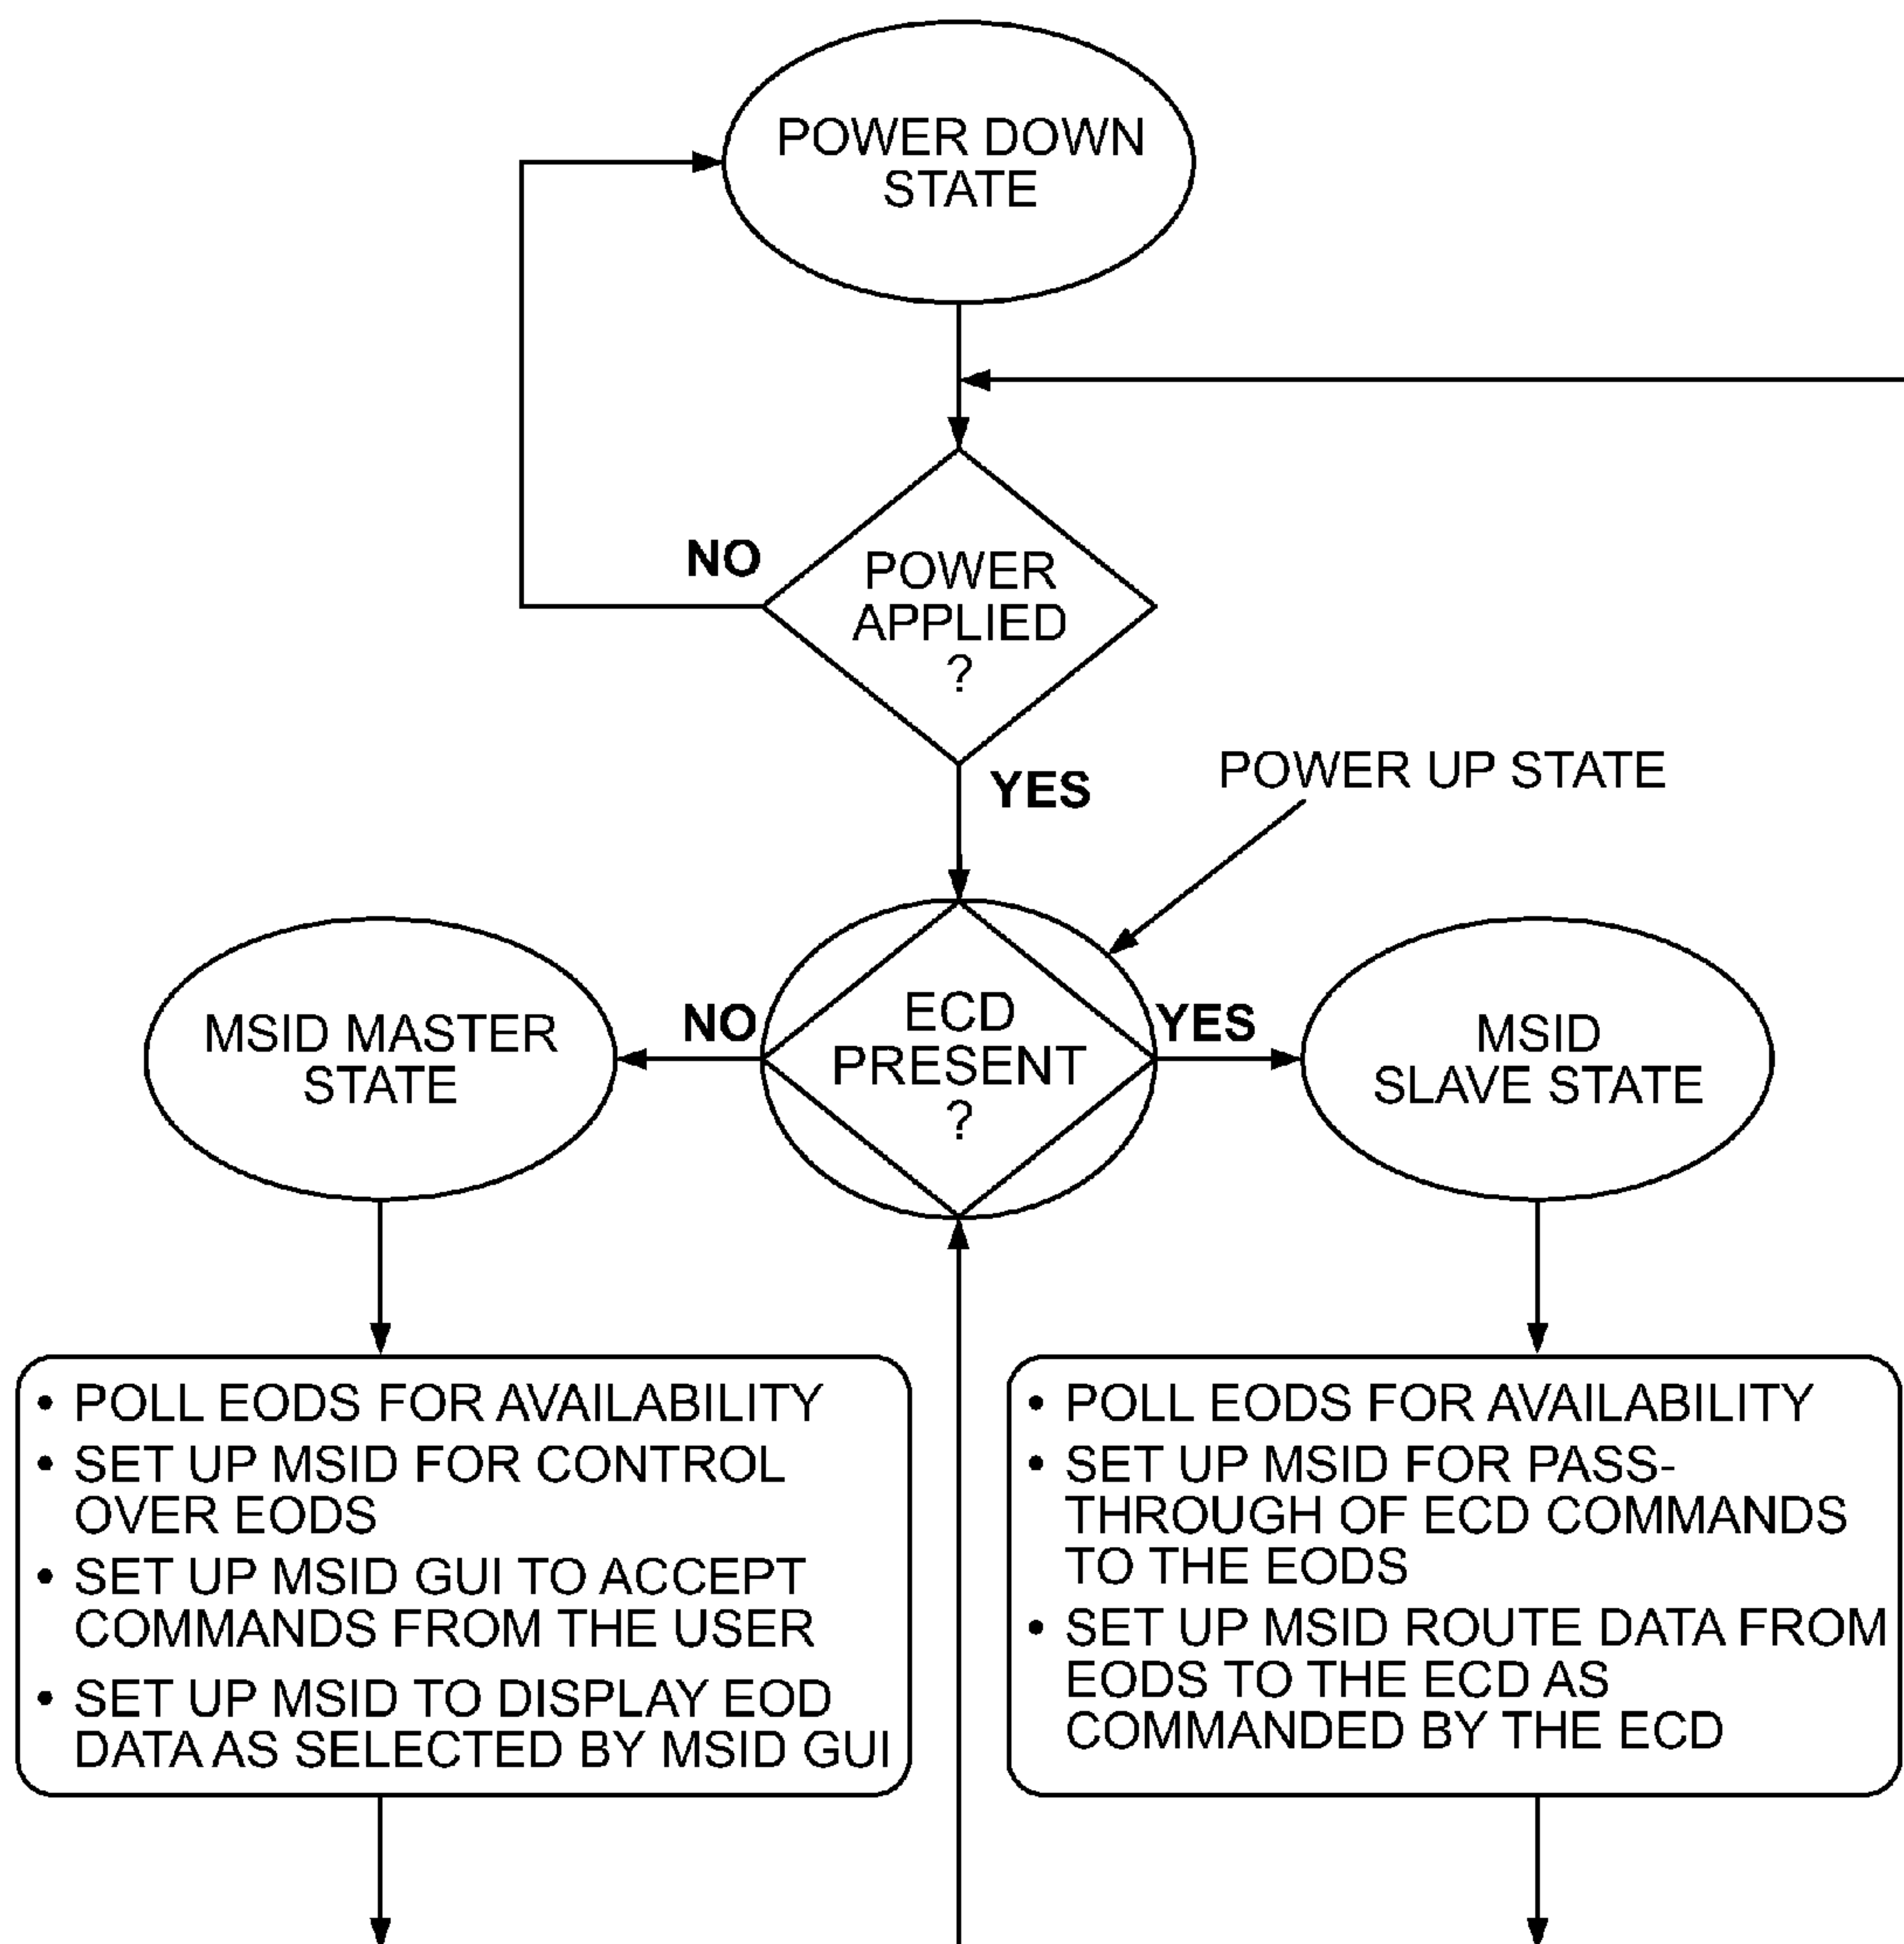 POWER DOWN
STATE
NO
POWER
APPLIED
?
YES
POWER UP STATE
MSID MASTER
STATE
NO
ECD
PRESENT
?
YES
MSID
SLAVE STATE
• POLL EODS FOR AVAILABILITY
• SET UP MSID FOR CONTROL
OVER EODS
• SET UP MSID GUI TO ACCEPT
COMMANDS FROM THE USER
• SET UP MSID TO DISPLAY EOD
DATA AS SELECTED BY MSID GUI
• POLL EODS FOR AVAILABILITY
• SET UP MSID FOR PASS-
THROUGH OF ECD COMMANDS
TO THE EODS
• SET UP MSID ROUTE DATA FROM
EODS TO THE ECD AS
COMMANDED BY THE ECD